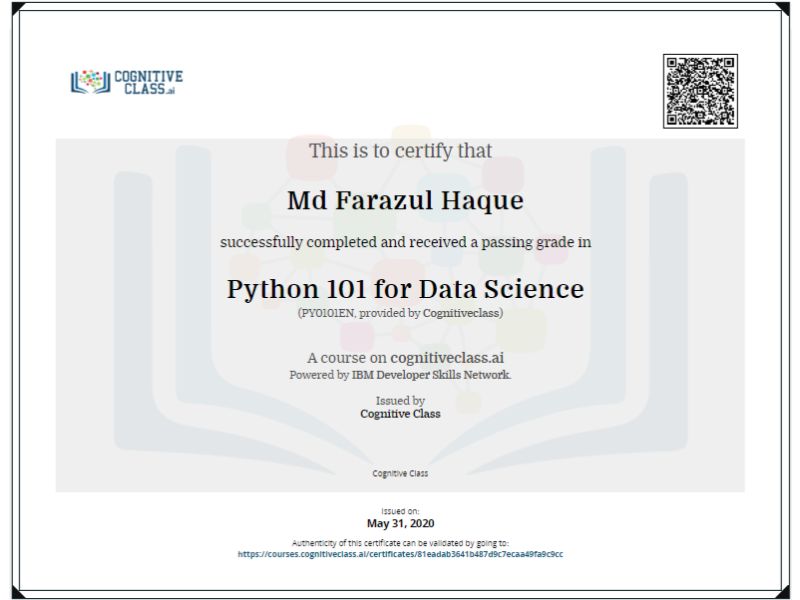 COGNITIVE
CLASS.ai
This is to certify that
Md Farazul Haque
successfully completed and received a passing grade in
Python 101 for Data Science
(PY0101EN, provided by Cognitiveclass)
A course on cognitiveclass.ai
Powered by IBM Developer Skills Network.
Issued by
Cognitive Class
Cognitive Class
Issued on:
May 31, 2020
Authenticity of this certificate can be validated by going to:
https://courses.cognitiveclass.ai/certificates/81eadab3641b487d9c7ecaa49fa9c9cc